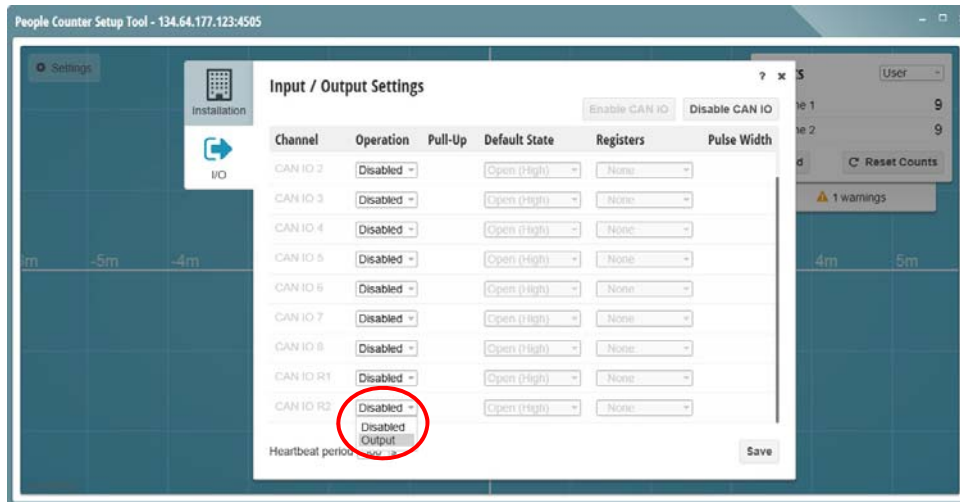 People Counter Setup Tool - 134.64.177.123:4505
Settings
Installation
I/O
Input / Output Settings
? x
Enable CAN IO Disable CAN IO
Channel Operation Pull-Up Default State Registers Pulse Width
CAN IO 2 Disabled Open (High) None
CAN IO 3 Disabled Open (High) None
CAN IO 4 Disabled Open (High) None
CAN IO 5 Disabled Open (High) None
CAN IO 6 Disabled Open (High) None
CAN IO 7 Disabled Open (High) None
CAN IO 8 Disabled Open (High) None
CAN IO R1 Disabled Open (High) None
CAN IO R2 Disabled Open (High) None
Disabled
Output
Heartbeat period
Save
User
9
9
Reset Counts
1 warnings
-5m -4m 4m 5m